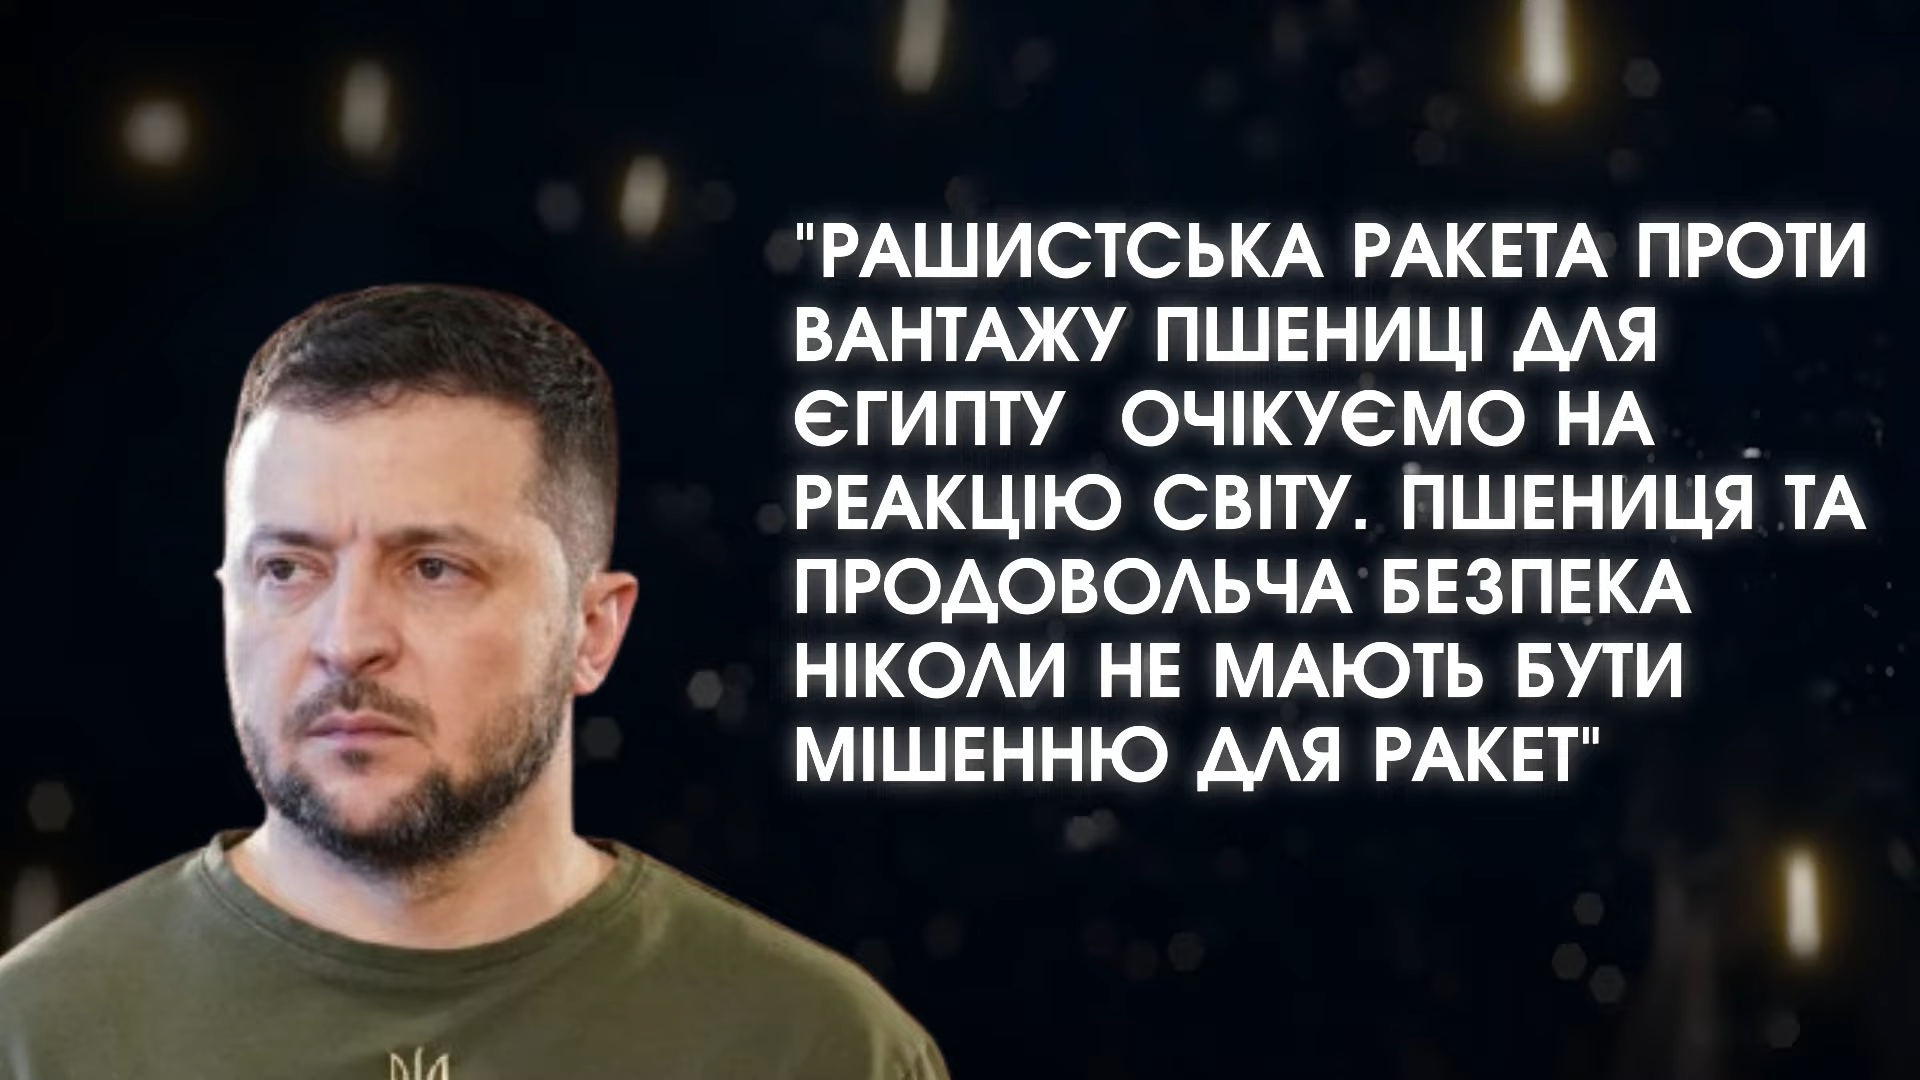 "РАШИСТСЬКА РАКЕТА ПРОТИ
ВАНТАЖУ ПШЕНИЦІ ДЛЯ
ЄГИПТУ  ОЧІКУЄМО НА
РЕАКЦІЮ СВІТУ. ПШЕНИЦЯ ТА
ПРОДОВОЛЬЧА БЕЗПЕКА
НІКОЛИ НЕ МАЮТЬ БУТИ
МІШЕННЮ ДЛЯ РАКЕТ"